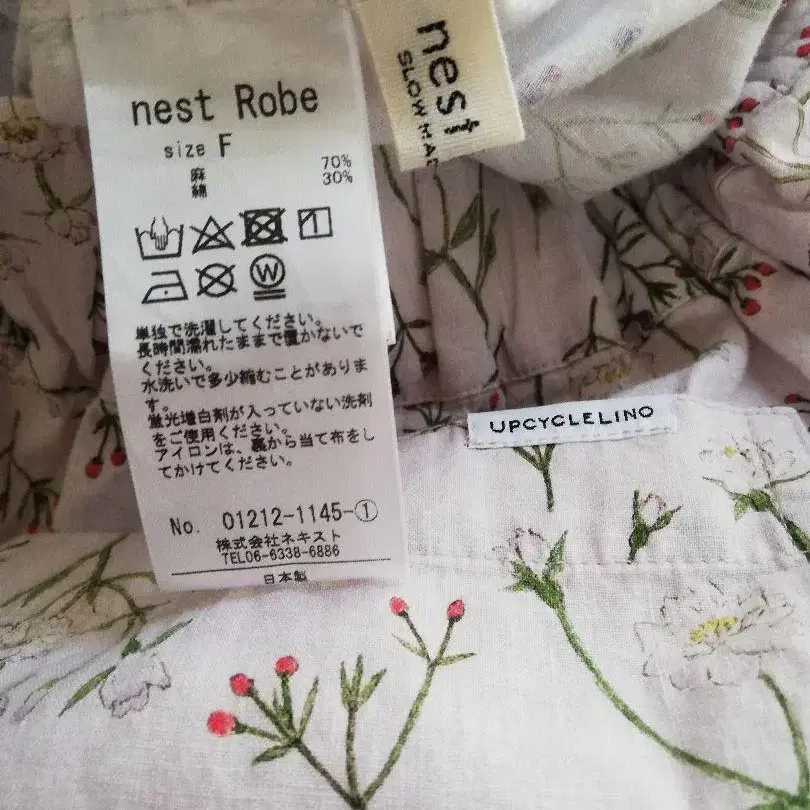 nest Robe
size F
麻 70%
綿 30%
W
単独で洗濯してください。
長時間濡れたままで置かないで
ください。
水洗いで多少縮むことがありま
す。
蛍光増白剤が入っていない洗剤
をご使用ください。
アイロンは、裏から当て布をし
てかけてください。
No. 01212-1145-①
株式会社ネキスト
TEL06-6338-6886
日本製
nest
SLOW MADE
UPCYCLELINO